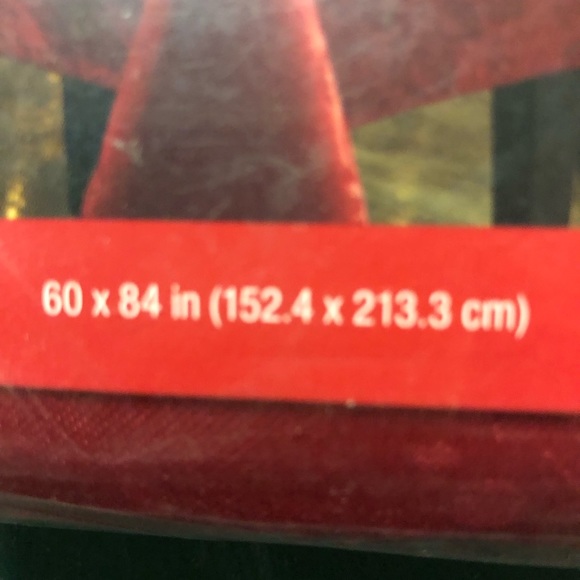 60 x 84 in (152.4 x 213.3 cm)